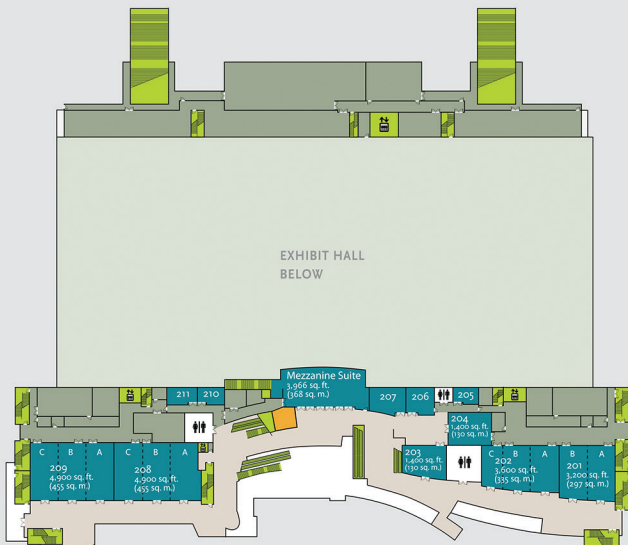 EXHIBIT HALL
BELOW
Mezzanine Suite
3,966 sq. ft.
(368 sq. m.)
211
210
207
206
205
204
1,400 sq. ft.
(130 sq. m.)
203
1,400 sq. ft.
(130 sq. m.)
C
B
A
209
4,900 sq. ft.
(455 sq. m.)
C
B
A
208
4,900 sq. ft.
(455 sq. m.)
C
B
A
202
3,600 sq. ft.
(335 sq. m.)
B
A
201
3,200 sq. ft.
(297 sq. m.)